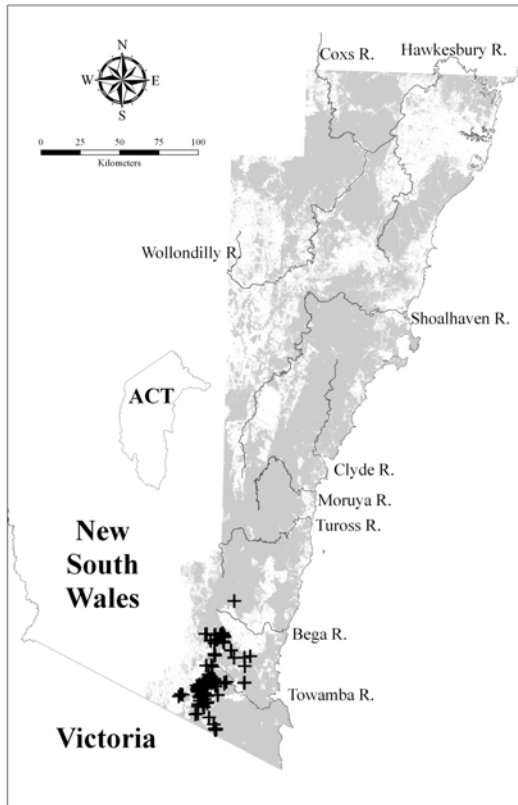 N
W E
S
0 25 50 75 100
Kilometers
Coxs R.
Hawkesbury R.
Wollondilly R.
Shoalhaven R.
ACT
Clyde R.
Moruya R.
Tuross R.
New
South
Wales
Bega R.
Towamba R.
Victoria